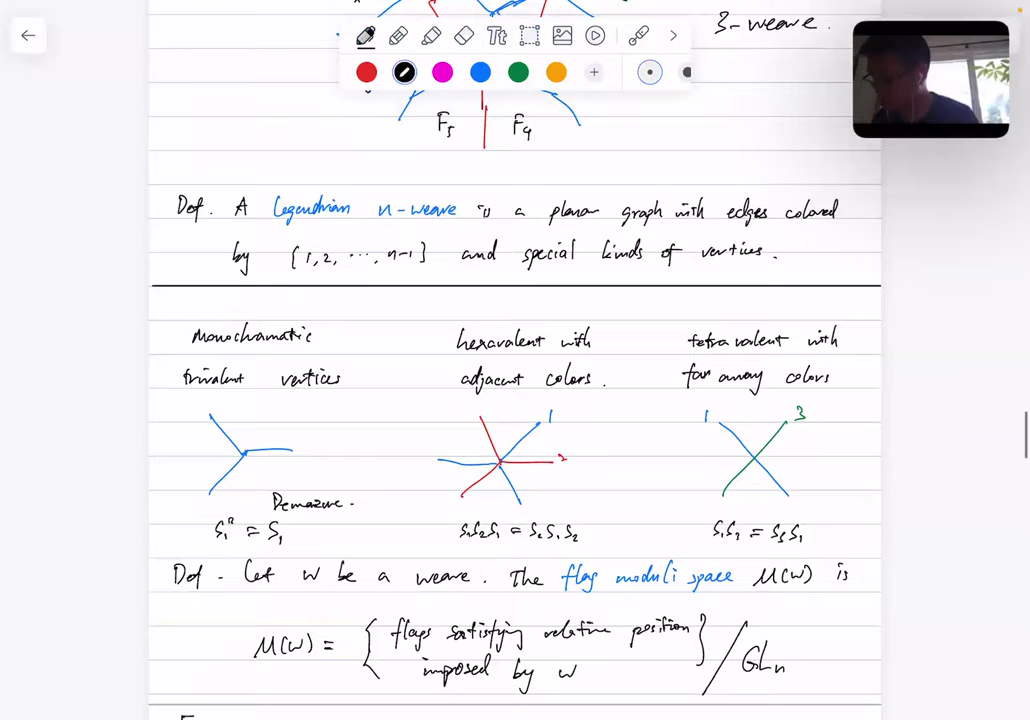 3-weave.
Tt
F₅ F₄
Def. A Legendrian n-weave is a planar graph with edges colored
by {1, 2, ..., n-1} and special kinds of vertices.
Monochramatic
trivalent vertices
hexavalent with
adjacent colors.
tetravalent with
far away colors
1
2
1 3
Demazure.
S₁² = S₁
S₁S₂S₁ = S₂S₁S₂
S₁S₃ = S₃S₁
Def. Let w be a weave. The flag moduli space M(w) is
M(w) = { flags satisfying relative position
imposed by w } / GLn